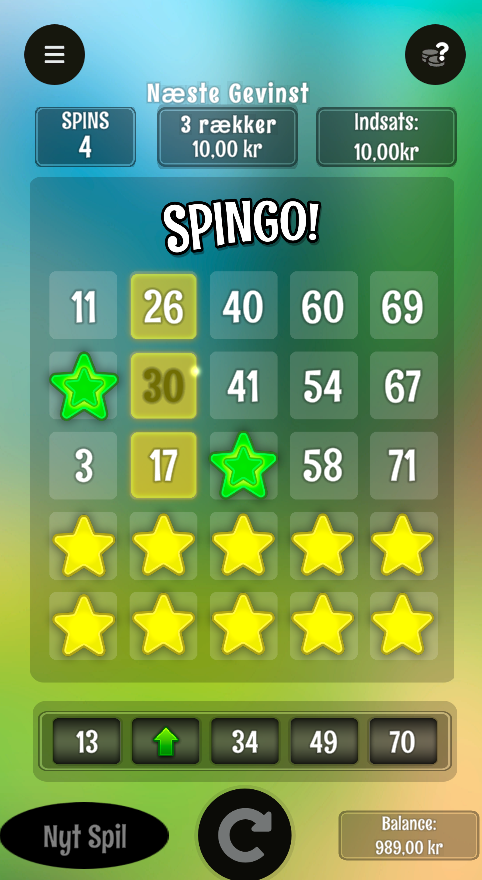 Næste Gevinst
SPINS
4
3 rækker
10,00 kr
Indsats:
10,00kr
SPINGO!
11 26 40 60 69
30 41 54 67
3 17 58 71
13 34 49 70
Nyt Spil
Balance:
989,00 kr
?